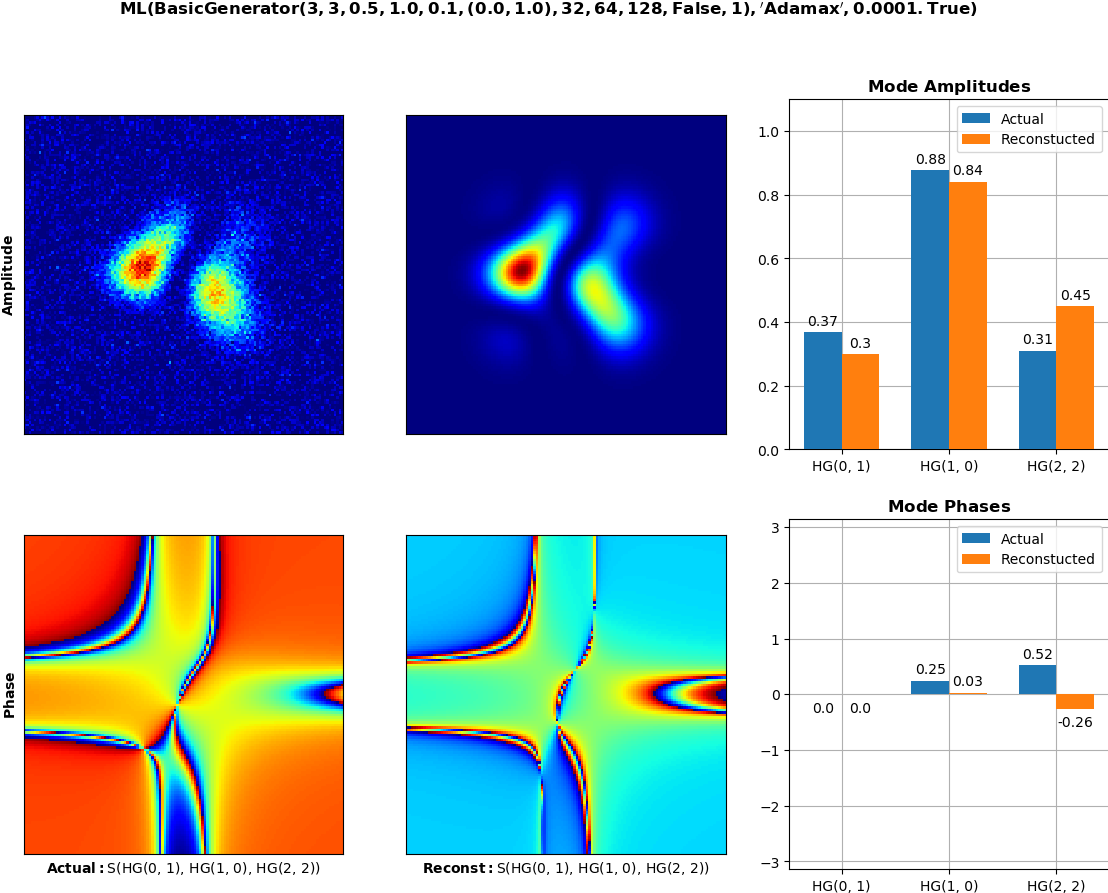 ML(BasicGenerator(3, 3, 0.5, 1.0, 0.1, (0.0, 1.0), 32, 64, 128, False, 1), ′Adamax′, 0.0001. True)
Mode Amplitudes
Amplitude
1.0
0.8
0.6
0.4
0.2
0.0
Actual
Reconstucted
0.37
0.3
0.88
0.84
0.31
0.45
HG(0, 1)
HG(1, 0)
HG(2, 2)
Mode Phases
Phase
3
2
1
0
−1
−2
−3
Actual
Reconstucted
0.0
0.0
0.25
0.03
0.52
-0.26
Actual: S(HG(0, 1), HG(1, 0), HG(2, 2))
Reconst: S(HG(0, 1), HG(1, 0), HG(2, 2))
HG(0, 1)
HG(1, 0)
HG(2, 2)